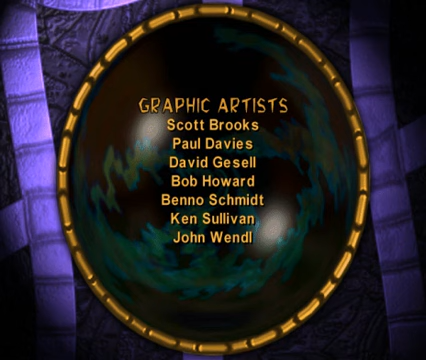 GRAPHIC ARTISTS
Scott Brooks
Paul Davies
David Gesell
Bob Howard
Benno Schmidt
Ken Sullivan
John Wendl